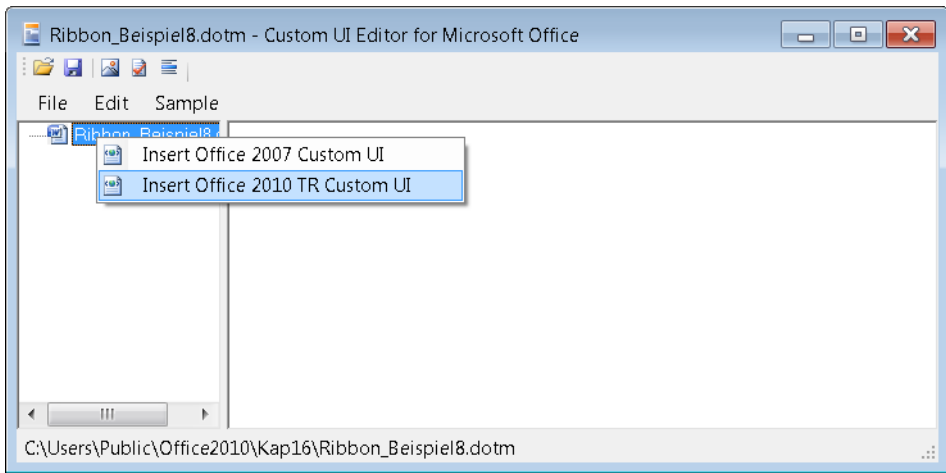 Ribbon_Beispiel8.dotm - Custom UI Editor for Microsoft Office
File Edit Sample
Ribbon_Beispiel8.d
Insert Office 2007 Custom UI
Insert Office 2010 TR Custom UI
C:\Users\Public\Office2010\Kap16\Ribbon_Beispiel8.dotm